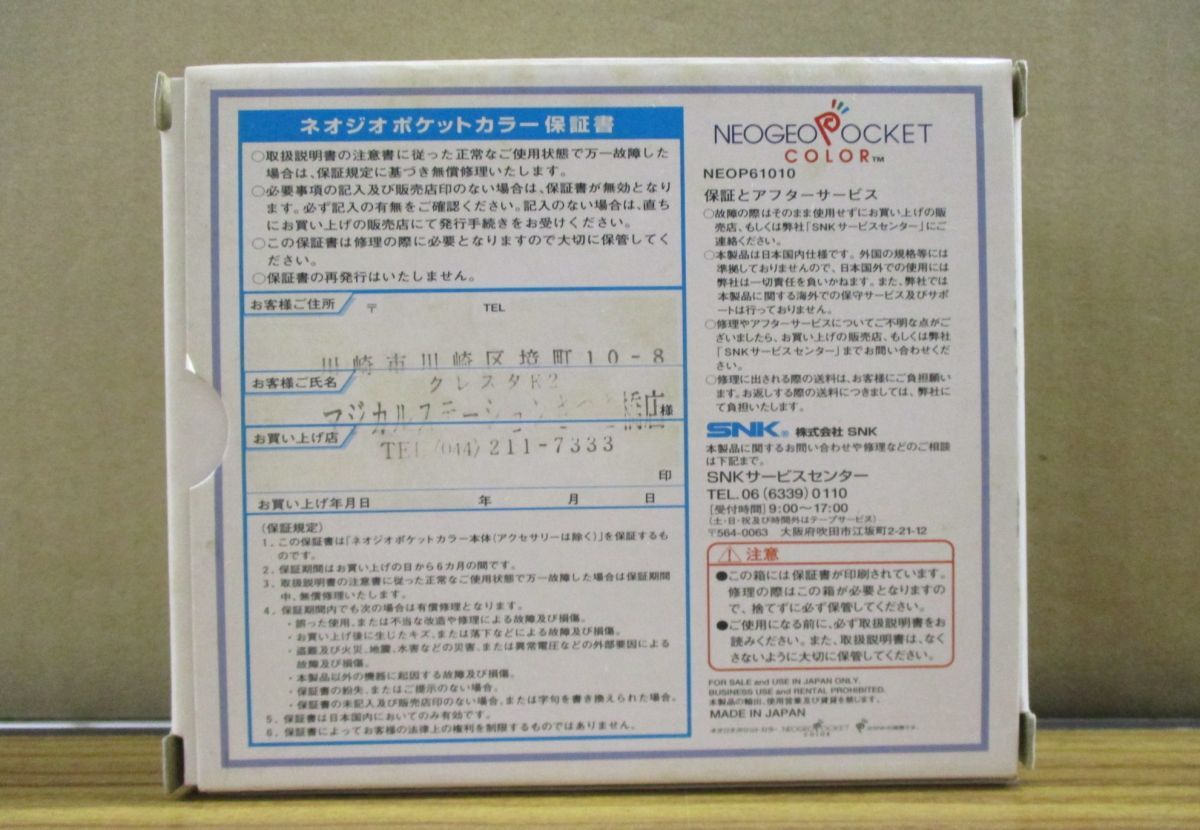 ネオジオポケットカラー保証書
○取扱説明書の注意書に従った正常なご使用状態で万一故障した
場合は、保証規定に基づき無償修理いたします。
○必要事項の記入及び販売店印のない場合は、保証書が無効となり
ます。必ず記入の有無をご確認ください。記入のない場合は、直ち
にお買い上げの販売店にて発行手続きをお受けください。
○この保証書は修理の際に必要となりますので大切に保管してく
ださい。
○保証書の再発行はいたしません。
お客様ご住所 〒 TEL
川崎市川崎区境町10-8
お客様ご氏名 クレスタK2
マジカルステーション 橋店 様
お買い上げ店 TEL (044) 211-7333
印
お買い上げ年月日 年 月 日
(保証規定)
1. この保証書は「ネオジオポケットカラー本体(アクセサリーは除く)」を保証するも
のです。
2. 保証期間はお買い上げの日から6カ月の間です。
3. 取扱説明書の注意書に従った正常なご使用状態で万一故障した場合は保証期間
中、無償修理いたします。
4. 保証期間内でも次の場合は有償修理となります。
・誤った使用、または不当な改造や修理による故障及び損傷。
・お買い上げ後に生じたキズ、または落下などによる故障及び損傷。
・盗難及び火災、地震、水害などの災害、または異常電圧などの外部要因による
故障及び損傷。
・本製品以外の機器に起因する故障及び損傷。
・保証書の紛失、またはご提示のない場合。
・保証書の未記入及び販売店印のない場合、または字句を書き換えられた場合。
5. 保証書は日本国内においてのみ有効です。
6. 保証書によってお客様の法律上の権利を制限するものではありません。
NEOGEO POCKET
COLOR™
NEOP61010
保証とアフターサービス
○故障の際はそのまま使用せずにお買い上げの販
売店、もしくは弊社「SNKサービスセンター」にご
連絡ください。
○本製品は日本国内仕様です。外国の規格等には
準拠しておりませんので、日本国外での使用には
弊社は一切責任を負いかねます。また、弊社では
本製品に関する海外での保守サービス及びサポ
ートは行っておりません。
○修理やアフターサービスについてご不明な点がご
ざいましたら、お買い上げの販売店、もしくは弊社
「SNKサービスセンター」までお問い合わせくだ
さい。
○修理に出される際の送料は、お客様にご負担願い
ます。お返しする際の送料につきましては、弊社に
て負担いたします。
SNK® 株式会社 SNK
本製品に関するお問い合わせや修理などのご相談
は下記まで。
SNKサービスセンター
TEL.06(6339)0110
[受付時間]9:00〜17:00
(土・日・祝及び時間外はテープサービス)
〒564-0063 大阪府吹田市江坂町2-21-12
注意
●この箱には保証書が印刷されています。
修理の際はこの箱が必要となりますの
で、捨てずに必ず保管してください。
●ご使用になる前に、必ず取扱説明書をお
読みください。また、取扱説明書は、なく
さないように大切に保管してください。
FOR SALE and USE IN JAPAN ONLY.
BUSINESS USE and RENTAL PROHIBITED.
本製品の輸出、使用営業及び賃貸を禁じます。
MADE IN JAPAN
ネオジオポケットカラー NEOGEO POCKET
COLOR